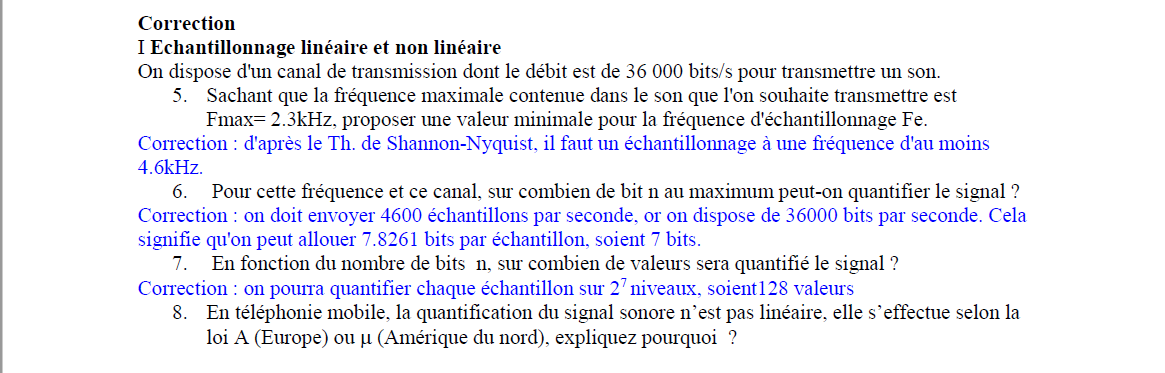 Correction
I Echantillonnage linéaire et non linéaire
On dispose d'un canal de transmission dont le débit est de 36 000 bits/s pour transmettre un son.
5. Sachant que la fréquence maximale contenue dans le son que l'on souhaite transmettre est
Fmax= 2.3kHz, proposer une valeur minimale pour la fréquence d'échantillonnage Fe.
Correction : d'après le Th. de Shannon-Nyquist, il faut un échantillonnage à une fréquence d'au moins
4.6kHz.
6. Pour cette fréquence et ce canal, sur combien de bit n au maximum peut-on quantifier le signal ?
Correction : on doit envoyer 4600 échantillons par seconde, or on dispose de 36000 bits par seconde. Cela
signifie qu'on peut allouer 7.8261 bits par échantillon, soient 7 bits.
7. En fonction du nombre de bits n, sur combien de valeurs sera quantifié le signal ?
Correction : on pourra quantifier chaque échantillon sur 2⁷ niveaux, soient128 valeurs
8. En téléphonie mobile, la quantification du signal sonore n’est pas linéaire, elle s’effectue selon la
loi A (Europe) ou µ (Amérique du nord), expliquez pourquoi ?